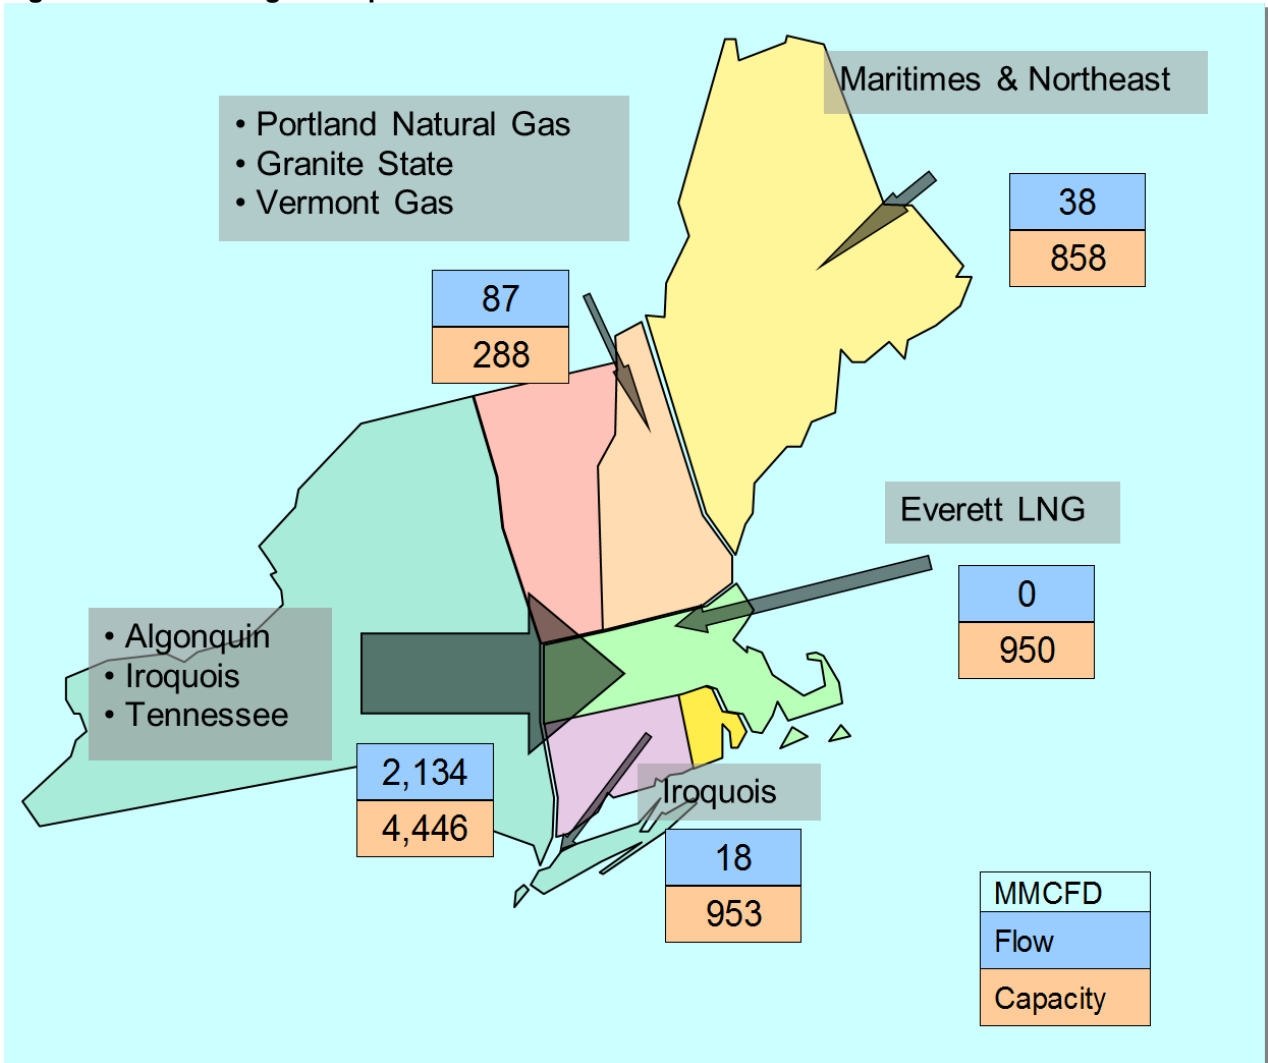 Maritimes & Northeast
• Portland Natural Gas
• Granite State
• Vermont Gas
38
858
87
288
Everett LNG
0
950
• Algonquin
• Iroquois
• Tennessee
2,134
4,446
Iroquois
18
953
MMCFD
Flow
Capacity